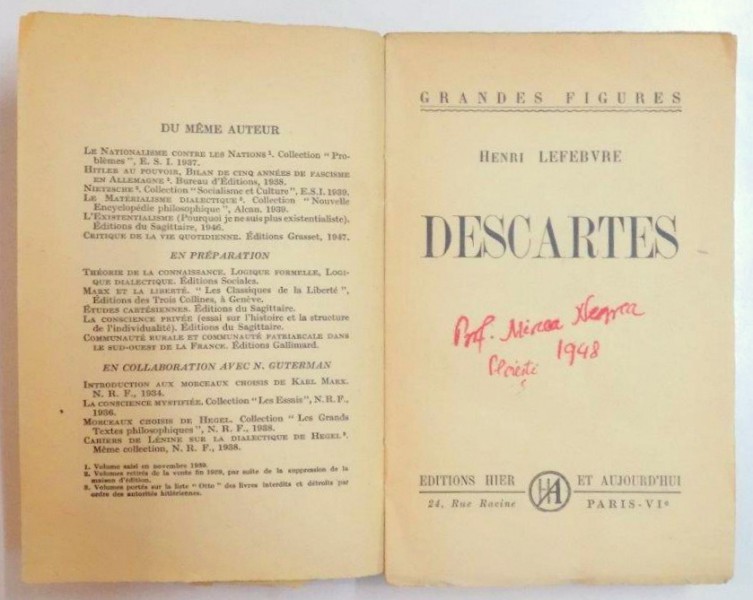 DU MÊME AUTEUR
LE NATIONALISME CONTRE LES NATIONS ¹. Collection "Pro-
blèmes", E. S. I. 1937.
HITLER AU POUVOIR, BILAN DE CINQ ANNÉES DE FASCISME
EN ALLEMAGNE ². Bureau d'Éditions, 1938.
NIETZSCHE ². Collection "Socialisme et Culture", E.S.I. 1939.
LE MATÉRIALISME DIALECTIQUE ³. Collection "Nouvelle
Encyclopédie philosophique", Alcan. 1939.
L'EXISTENTIALISME (Pourquoi je ne suis plus existentialiste).
Éditions du Sagittaire, 1946.
CRITIQUE DE LA VIE QUOTIDIENNE. Éditions Grasset, 1947.
EN PRÉPARATION
THÉORIE DE LA CONNAISSANCE, LOGIQUE FORMELLE, LOGI-
QUE DIALECTIQUE. Éditions Sociales.
MARX ET LA LIBERTÉ. "Les Classiques de la Liberté",
Éditions des Trois Collines, à Genève.
ÉTUDES CARTÉSIENNES. Éditions du Sagittaire.
LA CONSCIENCE PRIVÉE (essai sur l'histoire et la structure
de l'individualité). Éditions du Sagittaire.
COMMUNAUTÉ RURALE ET COMMUNAUTÉ PATRIARCALE DANS
LE SUD-OUEST DE LA FRANCE. Éditions Gallimard.
EN COLLABORATION AVEC N. GUTERMAN
INTRODUCTION AUX MORCEAUX CHOISIS DE KARL MARX.
N. R. F., 1934.
LA CONSCIENCE MYSTIFIÉE. Collection "Les Essais", N. R. F.,
1936.
MORCEAUX CHOISIS DE HEGEL. Collection "Les Grands
Textes philosophiques", N. R. F., 1938.
CAHIERS DE LÉNINE SUR LA DIALECTIQUE DE HEGEL ³.
Même collection, N. R. F., 1938.
1. Volume saisi en novembre 1939.
2. Volumes retirés de la vente fin 1939, par suite de la suppression de la
maison d'édition.
3. Volumes portés sur la liste "Otto" des livres interdits et détruits par
ordre des autorités hitlériennes.
GRANDES FIGURES
HENRI LEFEBVRE
DESCARTES
Prof. Mircea Negrea
Ploiești 1948
EDITIONS HIER HA ET AUJOURD'HUI
24, Rue Racine PARIS-VIᵉ